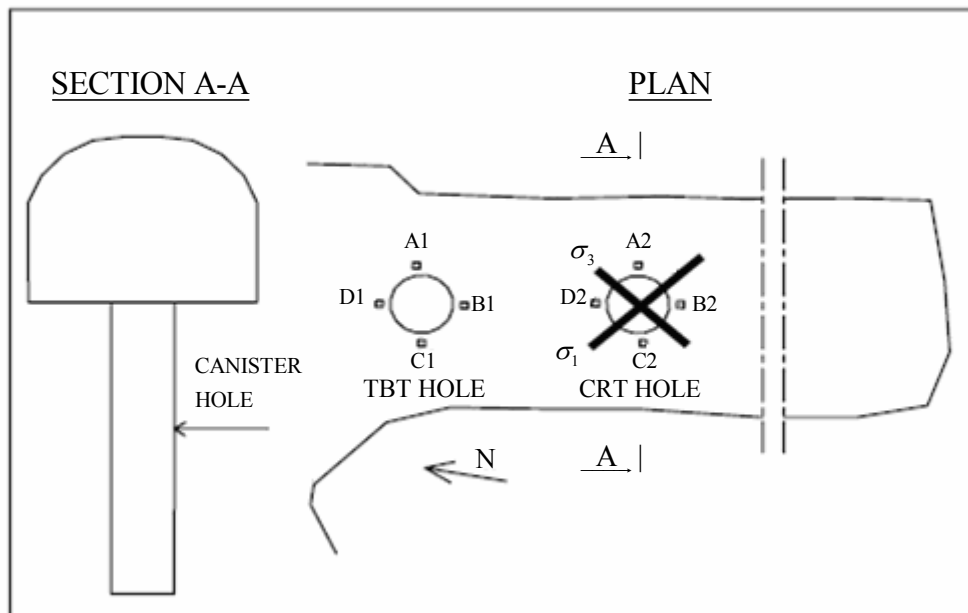 SECTION A-A
PLAN
A
A1
A2
σ3
D1
B1
D2
B2
C1
σ1
C2
CANISTER
HOLE
TBT HOLE
CRT HOLE
N
A